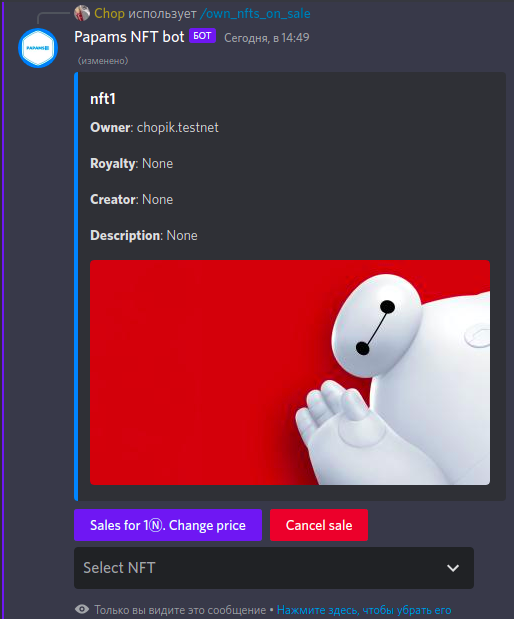 Chop использует /own_nfts_on_sale
PAPAMS
Papams NFT bot БОТ Сегодня, в 14:49
(изменено)
nft1
Owner: chopik.testnet
Royalty: None
Creator: None
Description: None
Sales for 1Ⓝ. Change price
Cancel sale
Select NFT
Только вы видите это сообщение • Нажмите здесь, чтобы убрать его